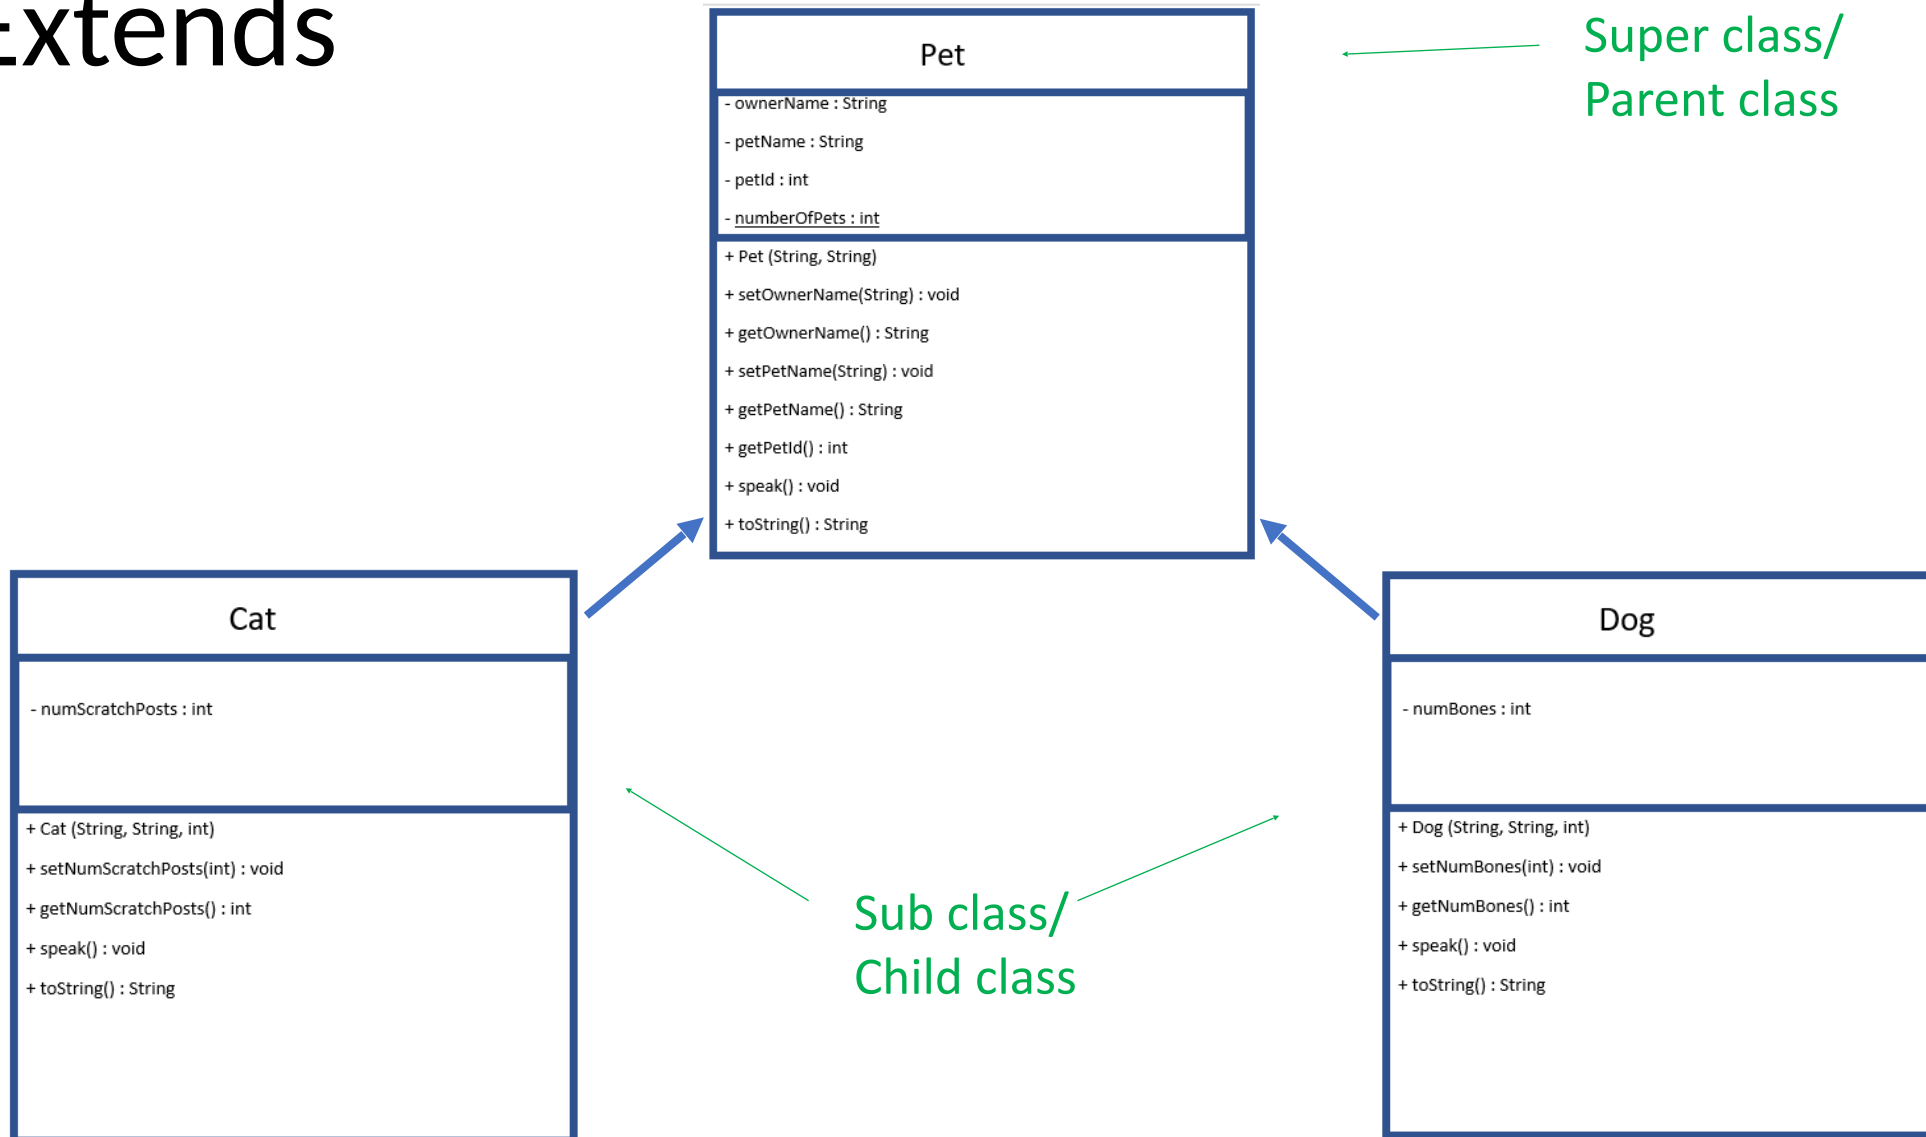 Extends
Pet
- ownerName : String
- petName : String
- petId : int
- numberOfPets : int
+ Pet (String, String)
+ setOwnerName(String) : void
+ getOwnerName() : String
+ setPetName(String) : void
+ getPetName() : String
+ getPetId() : int
+ speak() : void
+ toString() : String
Super class/
Parent class
Cat
- numScratchPosts : int
+ Cat (String, String, int)
+ setNumScratchPosts(int) : void
+ getNumScratchPosts() : int
+ speak() : void
+ toString() : String
Sub class/
Child class
Dog
- numBones : int
+ Dog (String, String, int)
+ setNumBones(int) : void
+ getNumBones() : int
+ speak() : void
+ toString() : String